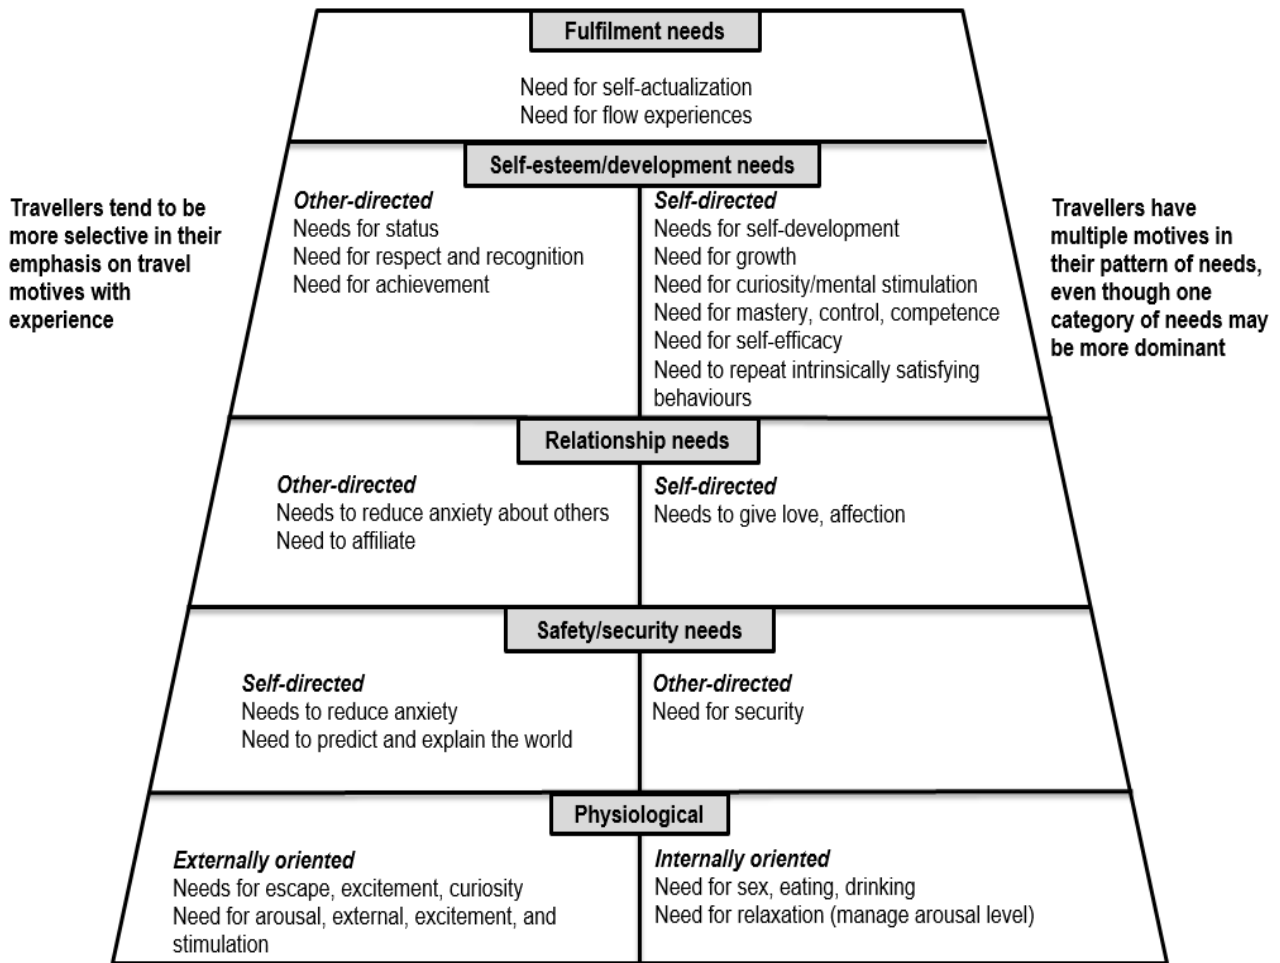 Fulfilment needs
Need for self-actualization
Need for flow experiences
Self-esteem/development needs
Other-directed
Needs for status
Need for respect and recognition
Need for achievement
Self-directed
Needs for self-development
Need for growth
Need for curiosity/mental stimulation
Need for mastery, control, competence
Need for self-efficacy
Need to repeat intrinsically satisfying
behaviours
Travellers tend to be
more selective in their
emphasis on travel
motives with
experience
Travellers have
multiple motives in
their pattern of needs,
even though one
category of needs may
be more dominant
Relationship needs
Other-directed
Needs to reduce anxiety about others
Need to affiliate
Self-directed
Needs to give love, affection
Safety/security needs
Self-directed
Needs to reduce anxiety
Need to predict and explain the world
Other-directed
Need for security
Physiological
Externally oriented
Needs for escape, excitement, curiosity
Need for arousal, external, excitement, and
stimulation
Internally oriented
Need for sex, eating, drinking
Need for relaxation (manage arousal level)